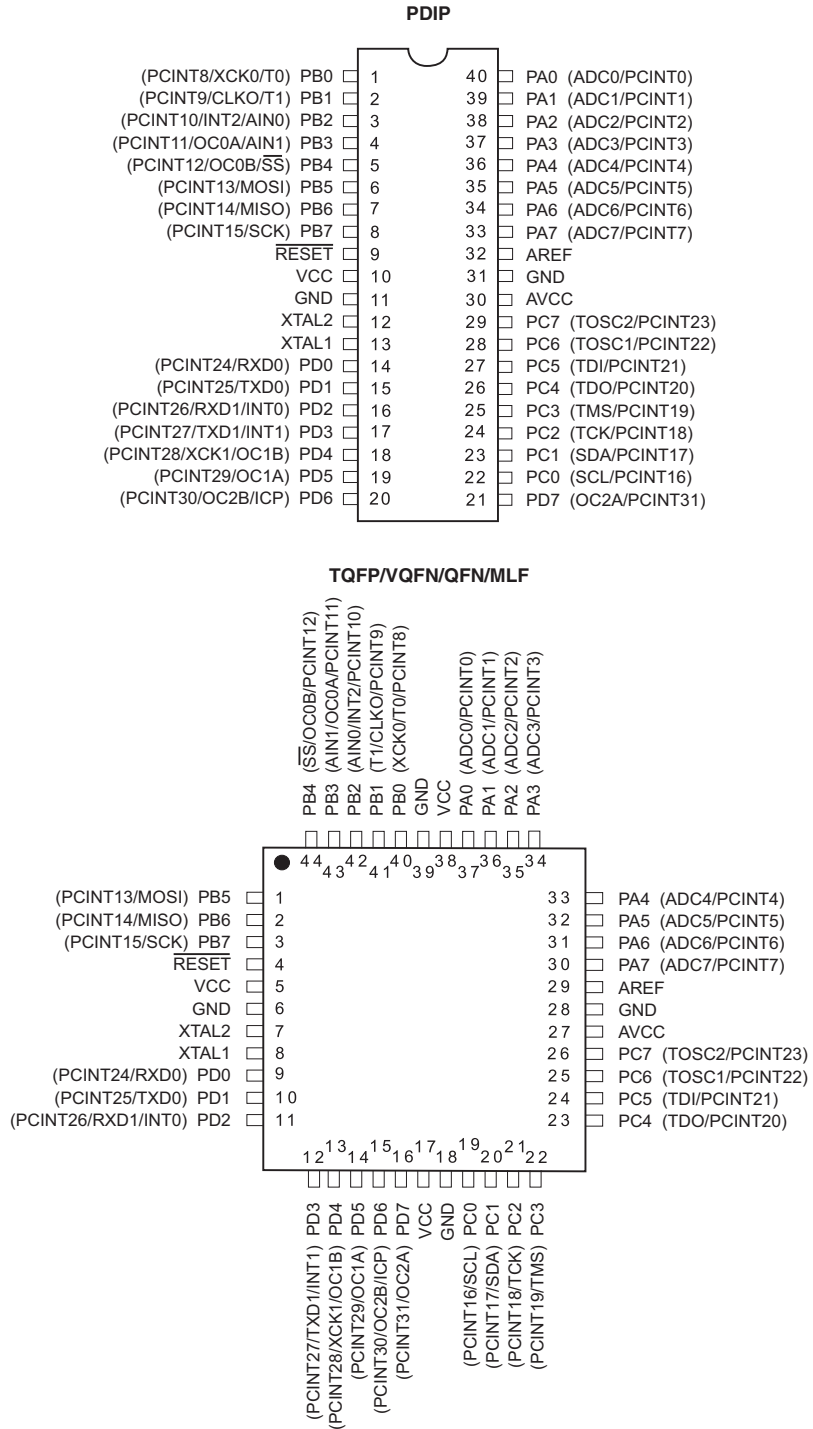 PDIP
(PCINT8/XCK0/T0) PB0 1 40 PA0 (ADC0/PCINT0)
(PCINT9/CLKO/T1) PB1 2 39 PA1 (ADC1/PCINT1)
(PCINT10/INT2/AIN0) PB2 3 38 PA2 (ADC2/PCINT2)
(PCINT11/OC0A/AIN1) PB3 4 37 PA3 (ADC3/PCINT3)
(PCINT12/OC0B/SS) PB4 5 36 PA4 (ADC4/PCINT4)
(PCINT13/MOSI) PB5 6 35 PA5 (ADC5/PCINT5)
(PCINT14/MISO) PB6 7 34 PA6 (ADC6/PCINT6)
(PCINT15/SCK) PB7 8 33 PA7 (ADC7/PCINT7)
RESET 9 32 AREF
VCC 10 31 GND
GND 11 30 AVCC
XTAL2 12 29 PC7 (TOSC2/PCINT23)
XTAL1 13 28 PC6 (TOSC1/PCINT22)
(PCINT24/RXD0) PD0 14 27 PC5 (TDI/PCINT21)
(PCINT25/TXD0) PD1 15 26 PC4 (TDO/PCINT20)
(PCINT26/RXD1/INT0) PD2 16 25 PC3 (TMS/PCINT19)
(PCINT27/TXD1/INT1) PD3 17 24 PC2 (TCK/PCINT18)
(PCINT28/XCK1/OC1B) PD4 18 23 PC1 (SDA/PCINT17)
(PCINT29/OC1A) PD5 19 22 PC0 (SCL/PCINT16)
(PCINT30/OC2B/ICP) PD6 20 21 PD7 (OC2A/PCINT31)
TQFP/VQFN/QFN/MLF
PB4 (SS/OC0B/PCINT12)
PB3 (AIN1/OC0A/PCINT11)
PB2 (AIN0/INT2/PCINT10)
PB1 (T1/CLKO/PCINT9)
PB0 (XCK0/T0/PCINT8)
GND
VCC
PA0 (ADC0/PCINT0)
PA1 (ADC1/PCINT1)
PA2 (ADC2/PCINT2)
PA3 (ADC3/PCINT3)
44 43 42 41 40 39 38 37 36 35 34
(PCINT13/MOSI) PB5 1 33 PA4 (ADC4/PCINT4)
(PCINT14/MISO) PB6 2 32 PA5 (ADC5/PCINT5)
(PCINT15/SCK) PB7 3 31 PA6 (ADC6/PCINT6)
RESET 4 30 PA7 (ADC7/PCINT7)
VCC 5 29 AREF
GND 6 28 GND
XTAL2 7 27 AVCC
XTAL1 8 26 PC7 (TOSC2/PCINT23)
(PCINT24/RXD0) PD0 9 25 PC6 (TOSC1/PCINT22)
(PCINT25/TXD0) PD1 10 24 PC5 (TDI/PCINT21)
(PCINT26/RXD1/INT0) PD2 11 23 PC4 (TDO/PCINT20)
12 13 14 15 16 17 18 19 20 21 22
(PCINT27/TXD1/INT1) PD3
(PCINT28/XCK1/OC1B) PD4
(PCINT29/OC1A) PD5
(PCINT30/OC2B/ICP) PD6
(PCINT31/OC2A) PD7
VCC
GND
(PCINT16/SCL) PC0
(PCINT17/SDA) PC1
(PCINT18/TCK) PC2
(PCINT19/TMS) PC3